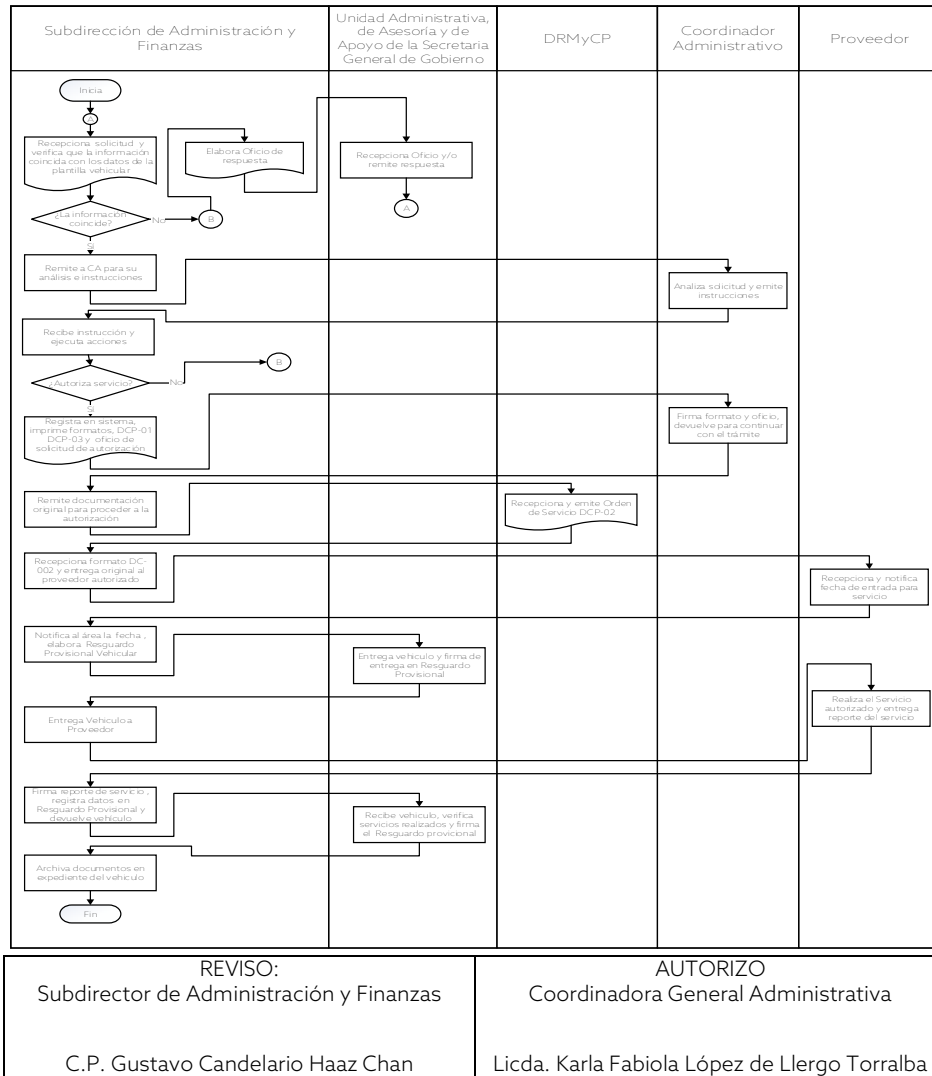 Subdirección de Administración y
Finanzas
Unidad Administrativa,
de Asesoría y de
Apoyo de la Secretaria
General de Gobierno
DRMyCP
Coordinador
Administrativo
Proveedor
Inicia
A
Recepciona solicitud y
verifica que la información
coincida con los datos de la
plantilla vehicular
Elabora Oficio de
respuesta
Recepciona Oficio y/o
remite respuesta
¿La información
coincide?
No
B
A
Si
Remite a CA para su
análisis e instrucciones
Analiza solicitud y emite
instrucciones
Recibe instrucción y
ejecuta acciones
¿Autoriza servicio?
No
B
Si
Registra en sistema,
imprime formatos, DCP-01
DCP-03 y oficio de
solicitud de autorización
Firma formato y oficio,
devuelve para continuar
con el trámite
Remite documentación
original para proceder a la
autorización
Recepciona y emite Orden
de Servicio DCP-02
Recepciona formato DC-
002 y entrega original al
proveedor autorizado
Recepciona y notifica
fecha de entrada para
servicio
Notifica al área la fecha ,
elabora Resguardo
Provisional Vehicular
Entrega vehiculo y firma de
entrega en Resguardo
Provisional
Entrega Vehiculo a
Proveedor
Realiza el Servicio
autorizado y entrega
reporte del servicio
Firma reporte de servicio ,
registra datos en
Resguardo Provisional y
devuelve vehículo
Recibe vehiculo, verifica
servicios realizados y firma
el Resguardo provicional
Archiva documentos en
expediente del vehículo
Fin
REVISO:
Subdirector de Administración y Finanzas
C.P. Gustavo Candelario Haaz Chan
AUTORIZO
Coordinadora General Administrativa
Licda. Karla Fabiola López de Llergo Torralba